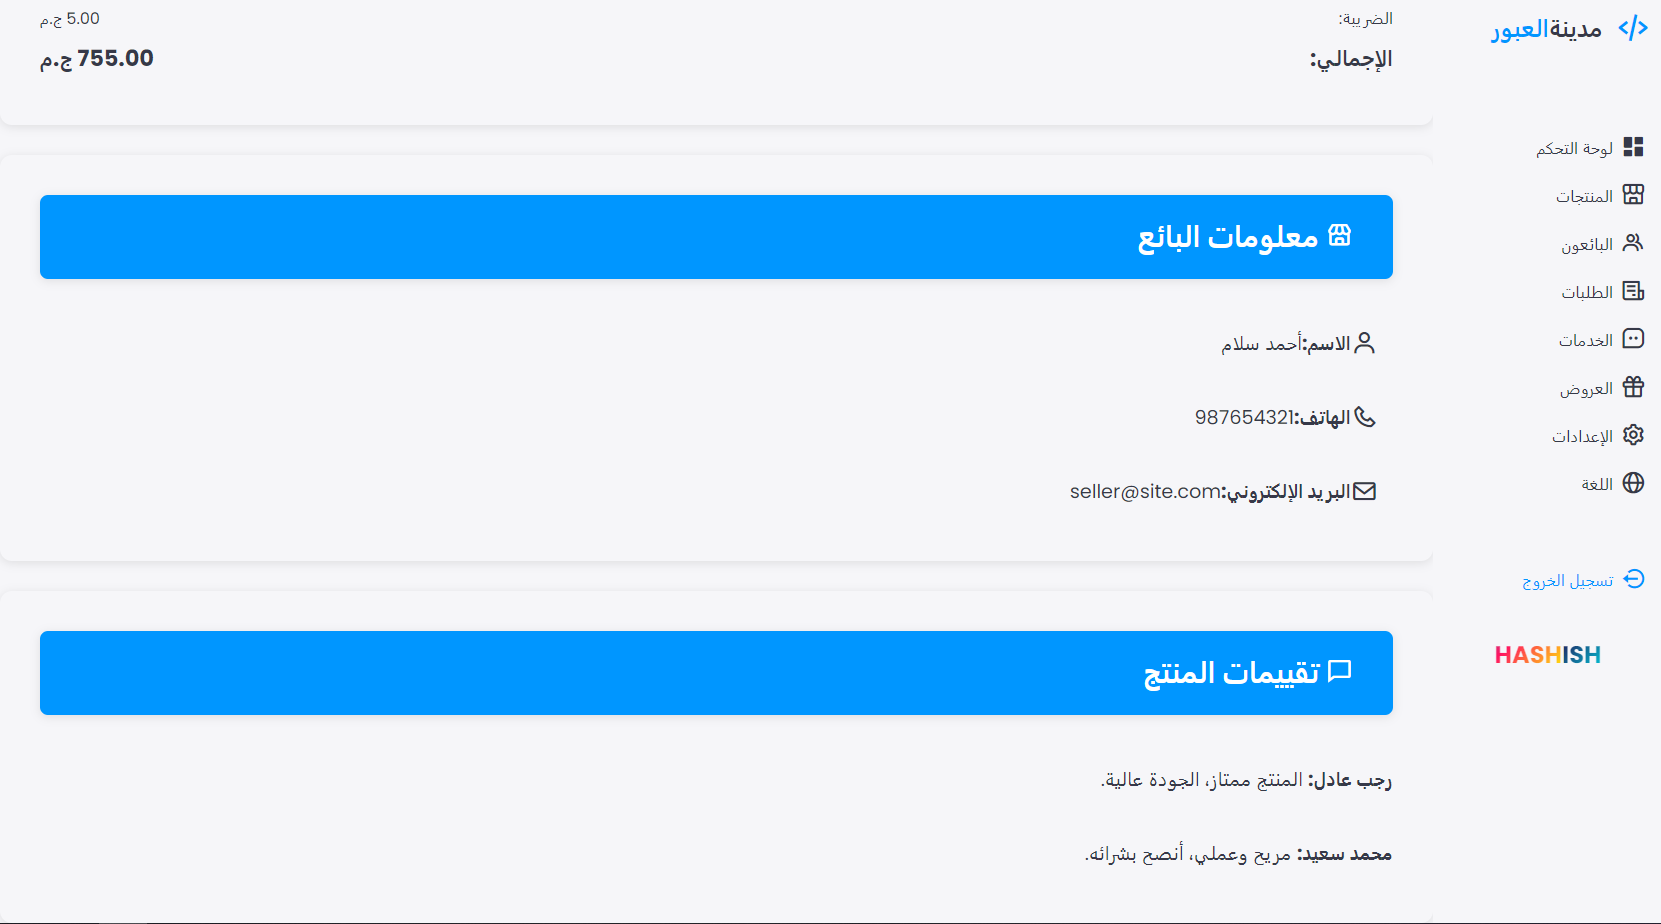 مدينةالعبور
لوحة التحكم
المنتجات
البائعون
الطلبات
الخدمات
العروض
الإعدادات
اللغة
تسجيل الخروج
HASHISH
الضريبة: 5.00 ج.م
الإجمالي: 755.00 ج.م
معلومات البائع
الاسم:أحمد سلام
الهاتف:987654321
البريد الإلكتروني:seller@site.com
تقييمات المنتج
رجب عادل: المنتج ممتاز، الجودة عالية.
محمد سعيد: مريح وعملي، أنصح بشرائه.